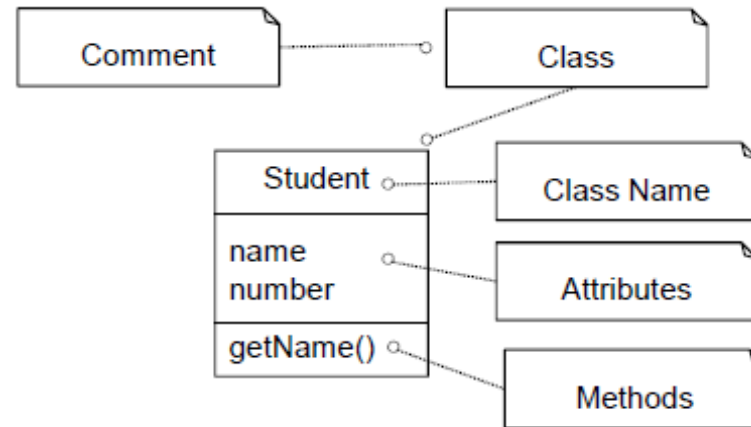 Comment
Class
Student
Class Name
name
number
Attributes
getName()
Methods